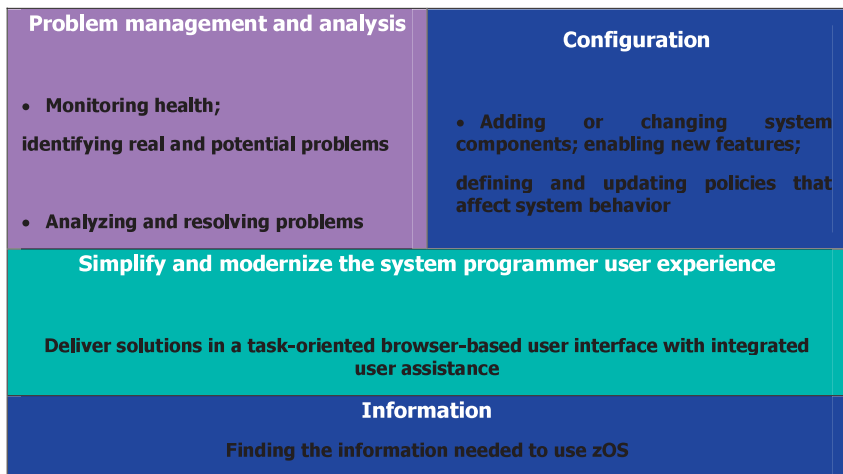 Problem management and analysis
• Monitoring health;
identifying real and potential problems
• Analyzing and resolving problems
Configuration
• Adding or changing system
components; enabling new features;
defining and updating policies that
affect system behavior
Simplify and modernize the system programmer user experience
Deliver solutions in a task-oriented browser-based user interface with integrated
user assistance
Information
Finding the information needed to use zOS